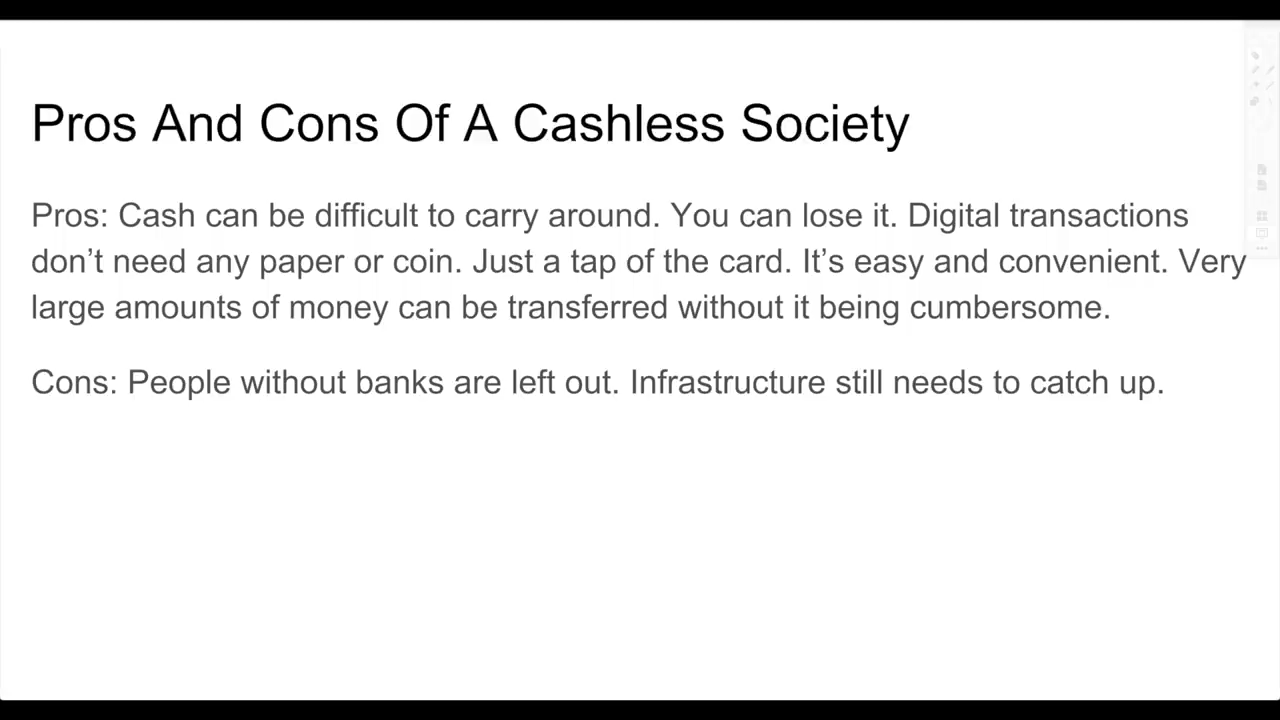 Pros And Cons Of A Cashless Society
Pros: Cash can be difficult to carry around. You can lose it. Digital transactions
don’t need any paper or coin. Just a tap of the card. It’s easy and convenient. Very
large amounts of money can be transferred without it being cumbersome.
Cons: People without banks are left out. Infrastructure still needs to catch up.